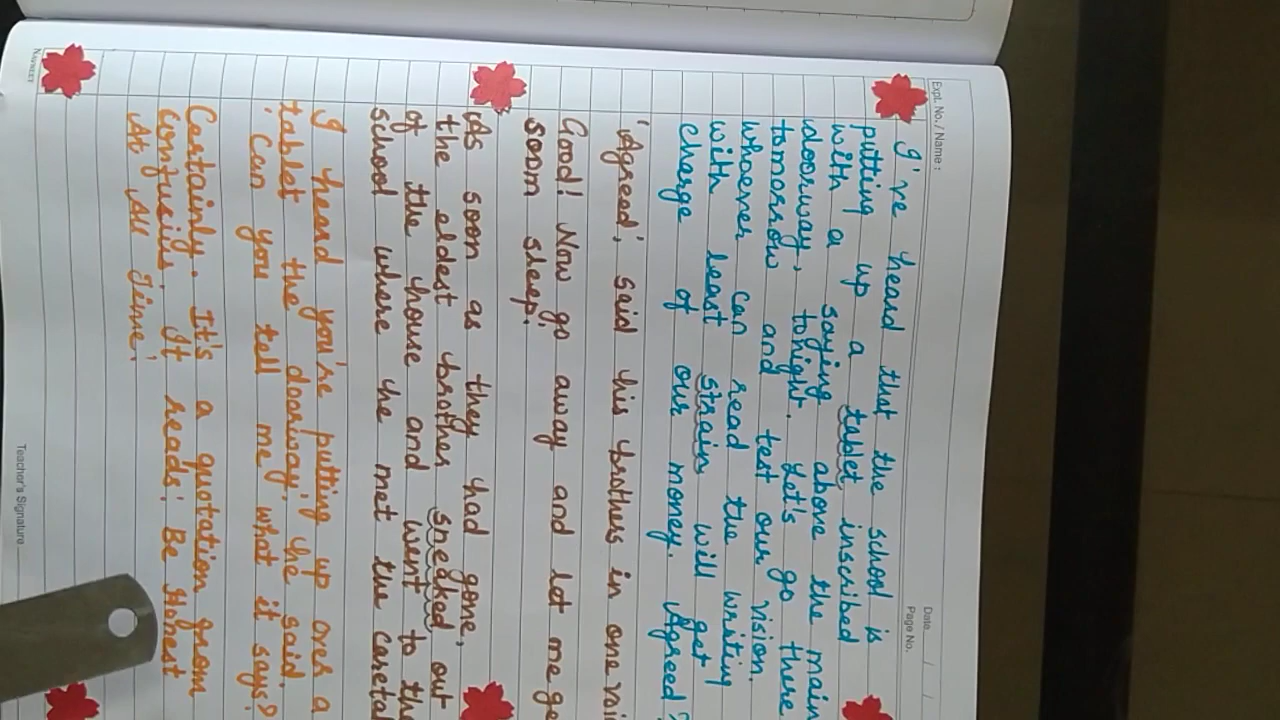 Expt. No. / Name :
Date / /
Page No.
I've heard that the school is
putting up a tablet inscribed
with a saying above the main
doorway, tonight. Let's go there
tomorrow and test our vision.
whoever can read the writing
with least strain will get
charge of our money. Agreed?
'Agreed', said his brothers in one
Good! Now go away and let me
soom sleep.
As soon as they had gone,
the eldest brother sneaked out
of the house and went to the
school where he met the
I heard you're putting up over a
tablet the doorway', he said.
'Can you tell me what it says?
Certainly. It's a quotation from
Confusius. It reads! Be Honest
At All Time!
Teacher's Signature
NAVNEET